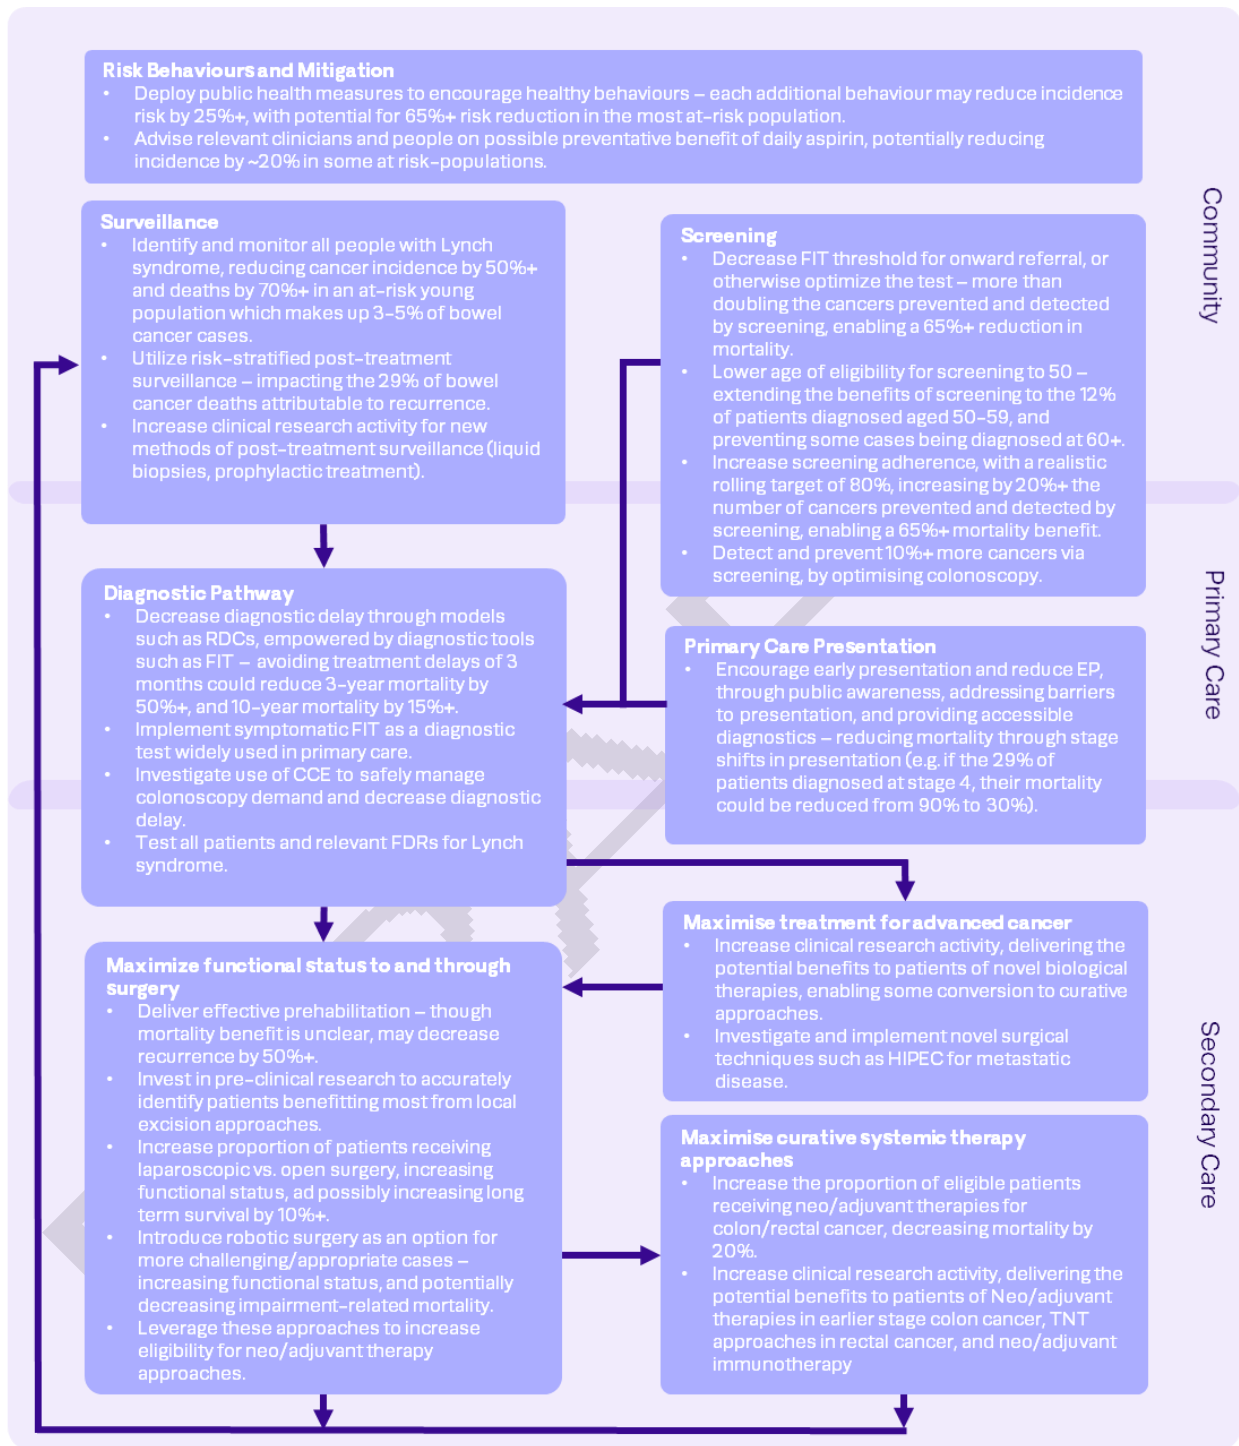 Risk Behaviours and Mitigation
• Deploy public health measures to encourage healthy behaviours – each additional behaviour may reduce incidence
risk by 25%+, with potential for 65%+ risk reduction in the most at-risk population.
• Advise relevant clinicians and people on possible preventative benefit of daily aspirin, potentially reducing
incidence by ~20% in some at risk-populations.
Community
Surveillance
• Identify and monitor all people with Lynch
syndrome, reducing cancer incidence by 50%+
and deaths by 70%+ in an at-risk young
population which makes up 3-5% of bowel
cancer cases.
• Utilize risk-stratified post-treatment
surveillance – impacting the 29% of bowel
cancer deaths attributable to recurrence.
• Increase clinical research activity for new
methods of post-treatment surveillance (liquid
biopsies, prophylactic treatment).
Screening
• Decrease FIT threshold for onward referral, or
otherwise optimize the test – more than
doubling the cancers prevented and detected
by screening, enabling a 65%+ reduction in
mortality.
• Lower age of eligibility for screening to 50 –
extending the benefits of screening to the 12%
of patients diagnosed aged 50-59, and
preventing some cases being diagnosed at 60+.
• Increase screening adherence, with a realistic
rolling target of 80%, increasing by 20%+ the
number of cancers prevented and detected by
screening, enabling a 65%+ mortality benefit.
• Detect and prevent 10%+ more cancers via
screening, by optimising colonoscopy.
Primary Care
Diagnostic Pathway
• Decrease diagnostic delay through models
such as RDCs, empowered by diagnostic tools
such as FIT – avoiding treatment delays of 3
months could reduce 3-year mortality by
50%+, and 10-year mortality by 15%+.
• Implement symptomatic FIT as a diagnostic
test widely used in primary care.
• Investigate use of CCE to safely manage
colonoscopy demand and decrease diagnostic
delay.
• Test all patients and relevant FDRs for Lynch
syndrome.
Primary Care Presentation
• Encourage early presentation and reduce EP,
through public awareness, addressing barriers
to presentation, and providing accessible
diagnostics – reducing mortality through stage
shifts in presentation (e.g. if the 29% of
patients diagnosed at stage 4, their mortality
could be reduced from 90% to 30%).
Secondary Care
Maximise treatment for advanced cancer
• Increase clinical research activity, delivering the
potential benefits to patients of novel biological
therapies, enabling some conversion to curative
approaches.
• Investigate and implement novel surgical
techniques such as HIPEC for metastatic
disease.
Maximize functional status to and through
surgery
• Deliver effective prehabilitation – though
mortality benefit is unclear, may decrease
recurrence by 50%+.
• Invest in pre-clinical research to accurately
identify patients benefitting most from local
excision approaches.
• Increase proportion of patients receiving
laparoscopic vs. open surgery, increasing
functional status, ad possibly increasing long
term survival by 10%+.
• Introduce robotic surgery as an option for
more challenging/appropriate cases –
increasing functional status, and potentially
decreasing impairment-related mortality.
• Leverage these approaches to increase
eligibility for neo/adjuvant therapy
approaches.
Maximise curative systemic therapy
approaches
• Increase the proportion of eligible patients
receiving neo/adjuvant therapies for
colon/rectal cancer, decreasing mortality by
20%.
• Increase clinical research activity, delivering the
potential benefits to patients of Neo/adjuvant
therapies in earlier stage colon cancer, TNT
approaches in rectal cancer, and neo/adjuvant
immunotherapy